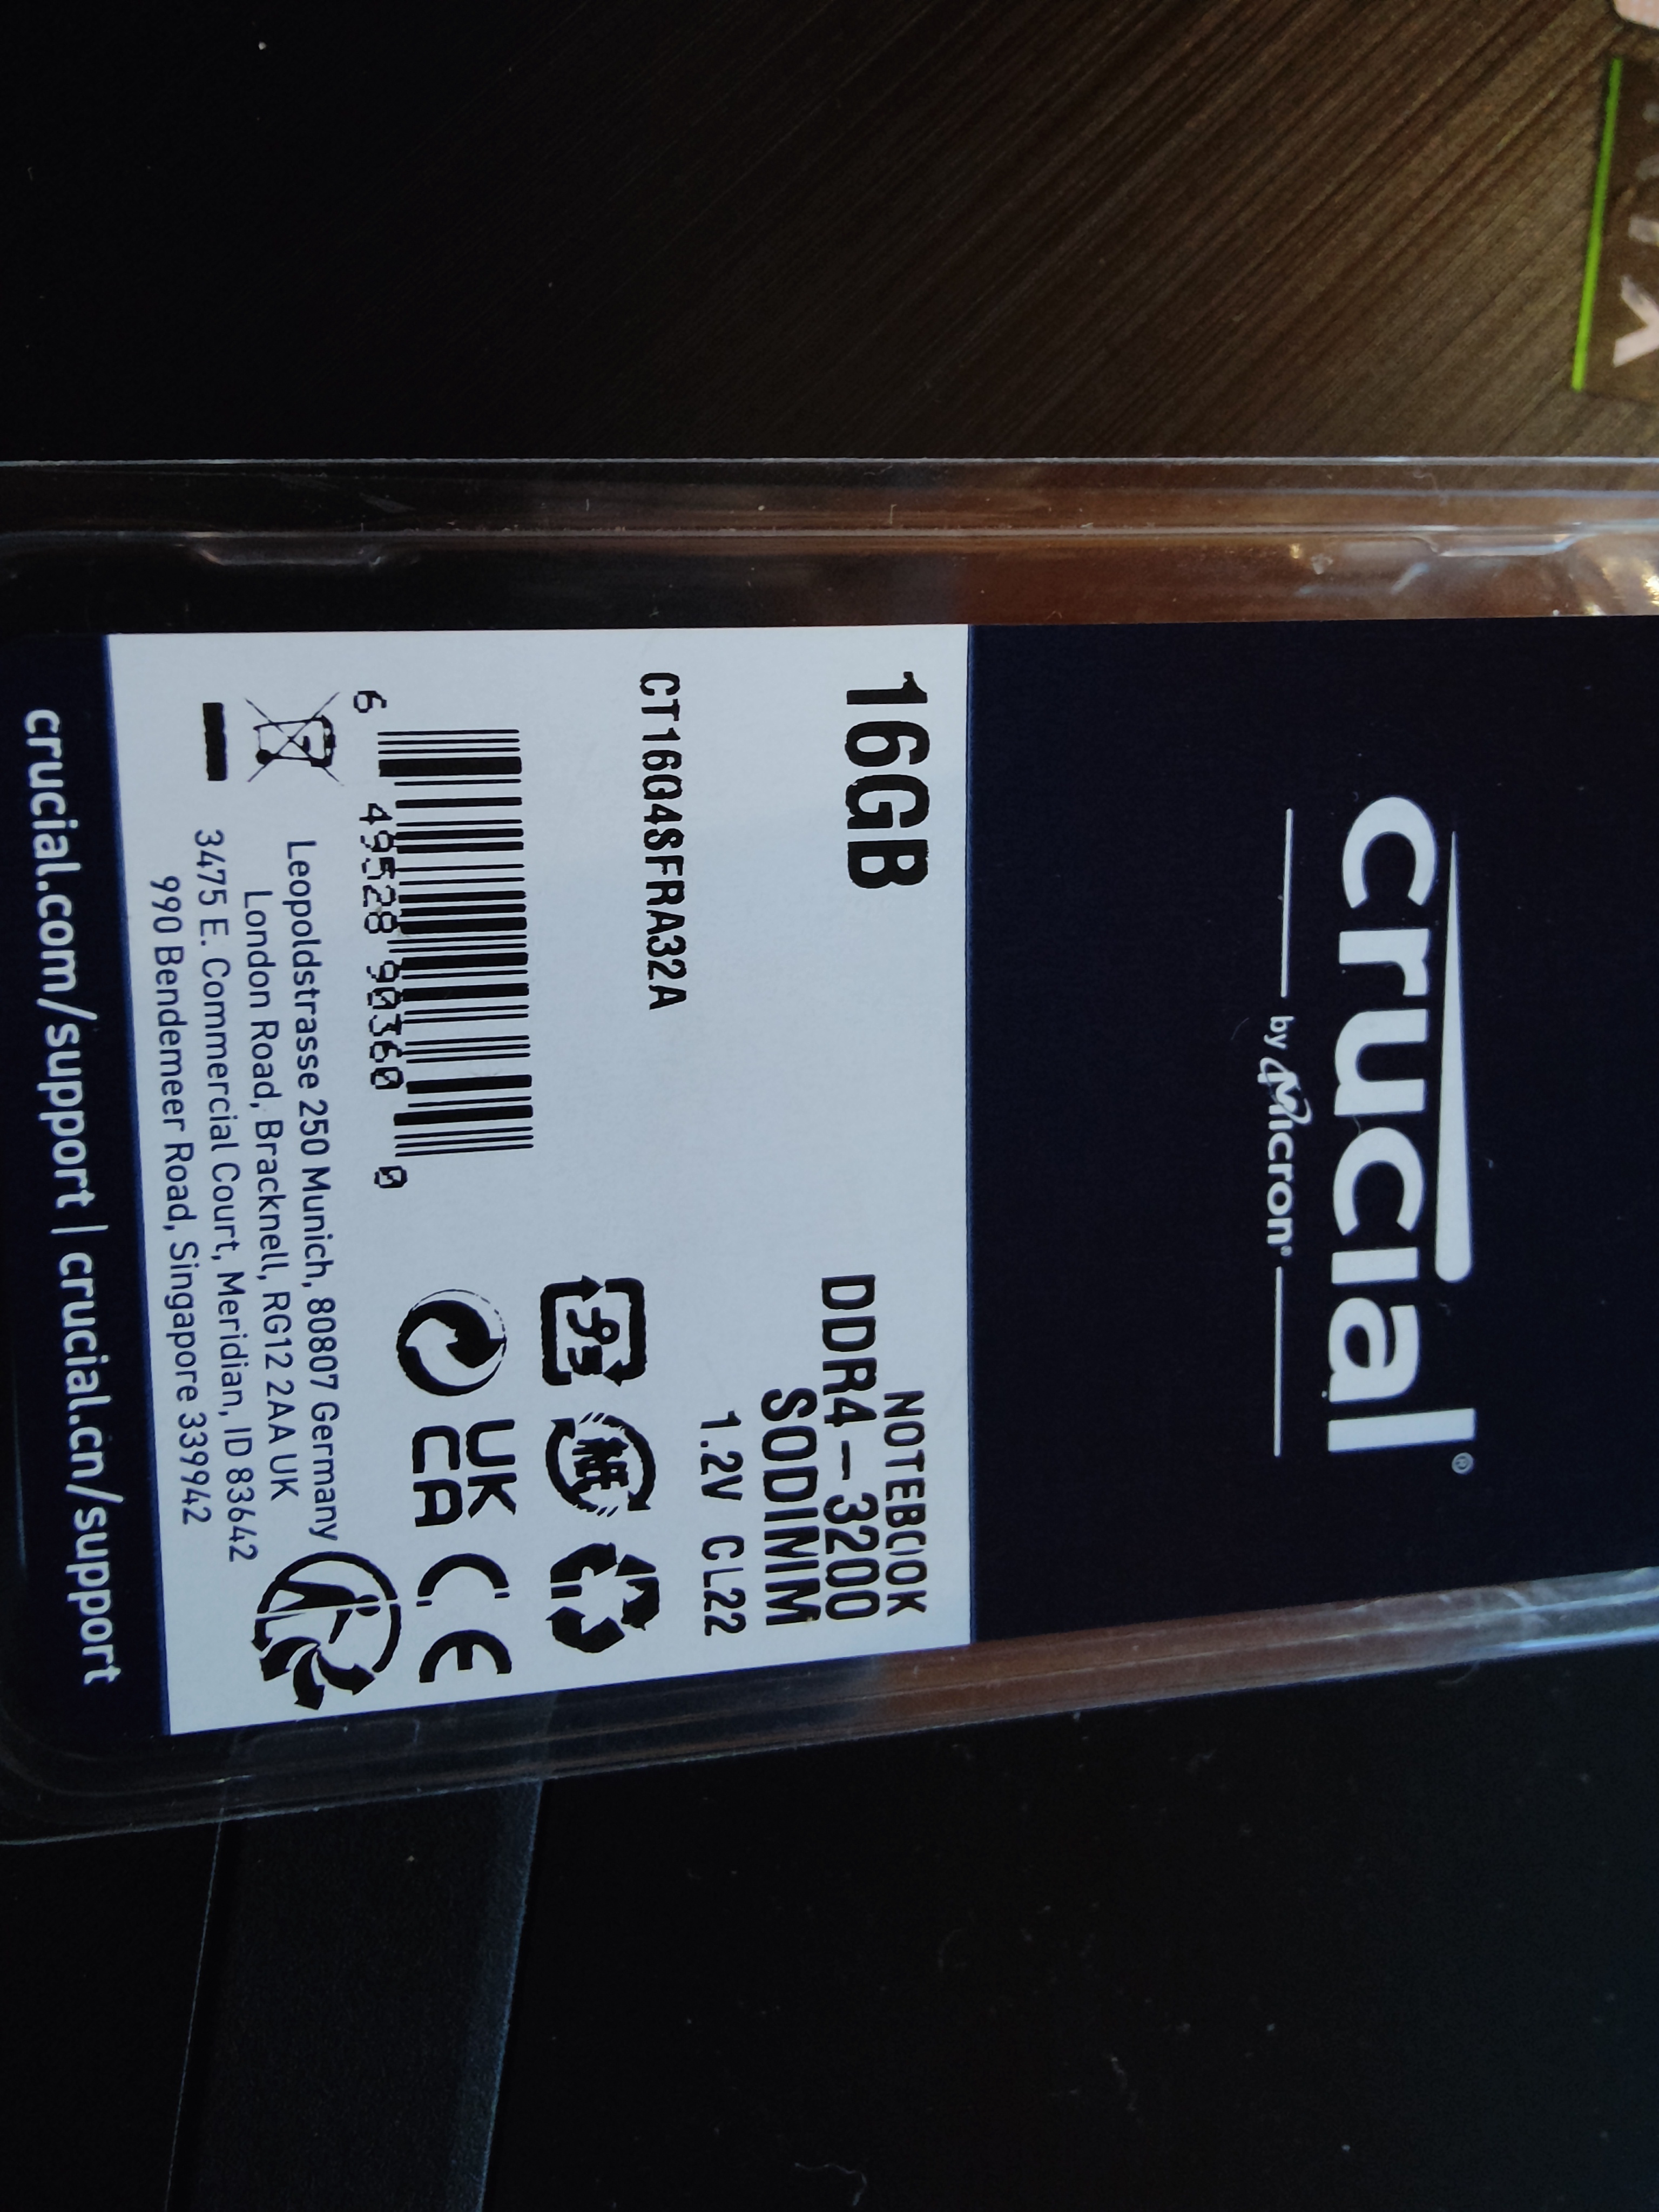 crucial®
by Micron®
16GB
NOTEBOOK
DDR4-3200
SODIMM
1.2V CL22
CT16G4SFRA32A
6 49528 90360 0
UK
CA
CE
Leopoldstrasse 250 Munich, 80807 Germany
London Road, Bracknell, RG12 2AA UK
3475 E. Commercial Court, Meridian, ID 83642
990 Bendemeer Road, Singapore 339942
crucial.com/support | crucial.cn/support